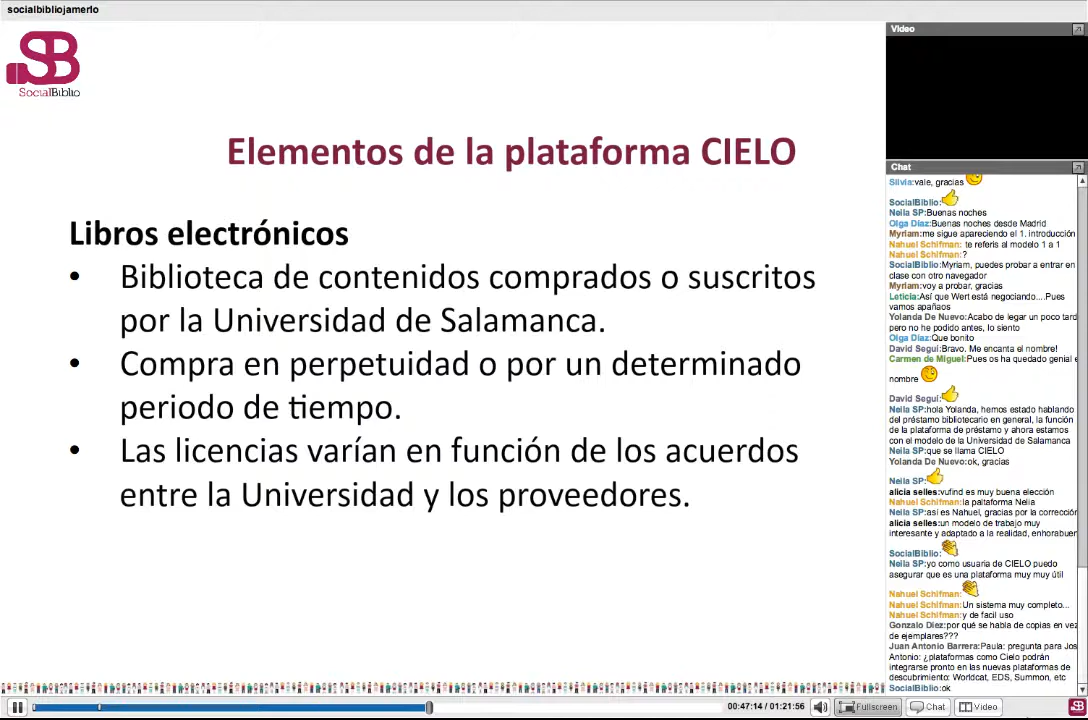 socialbibliojamerlo
SB
SocialBiblio
Elementos de la plataforma CIELO
Libros electrónicos
• Biblioteca de contenidos comprados o suscritos
por la Universidad de Salamanca.
• Compra en perpetuidad o por un determinado
periodo de tiempo.
• Las licencias varían en función de los acuerdos
entre la Universidad y los proveedores.
Video
Chat
Silvia:vale, gracias
SocialBiblio:
Neila SP:Buenas noches
Olga Díaz:Buenas noches desde Madrid
Myriam:me sigue apareciendo el 1. introducción
Nahuel Schifman: te referis al modelo 1 a 1
Nahuel Schifman:?
SocialBiblio:Myriam, puedes probar a entrar en
clase con otro navegador
Myriam:voy a probar, gracias
Leticia:Así que Wert está negociando....Pues
vamos apañaos
Yolanda De Nuevo:Acabo de legar un poco tard
pero no he podido antes, lo siento
Olga Díaz:Que bonito
David Seguí:Bravo. Me encanta el nombre!
Carmen de Miguel:Pues os ha quedado genial e
nombre
David Seguí:
Neila SP:hola Yolanda, hemos estado hablando
del préstamo bibliotecario en general, la función
de la plataforma de préstamo y ahora estamos
con el modelo de la Universidad de Salamanca
Neila SP:que se llama CIELO
Yolanda De Nuevo:ok, gracias
Neila SP:
alicia selles:vufind es muy buena elección
Nahuel Schifman:la paltaforma Nelia
Neila SP:así es Nahuel, gracias por la corrección
alicia selles:un modelo de trabajo muy
interesante y adaptado a la realidad, enhorabuen
SocialBiblio:
Neila SP:yo como usuaria de CIELO puedo
asegurar que es una plataforma muy muy útil
Nahuel Schifman:
Nahuel Schifman:Un sistema muy completo...
Nahuel Schifman:y de facil uso
Gonzalo Diez:por qué se habla de copias en vez
de ejemplares???
Juan Antonio Barrera:Paula: pregunta para Jos
Antonio: ¿plataformas como Cielo podrán
integrarse pronto en las nuevas plataformas de
descubrimiento: Worldcat, EDS, Summon, etc
SocialBiblio:ok
00:47:14 / 01:21:56
Fullscreen
Chat
Video
SB